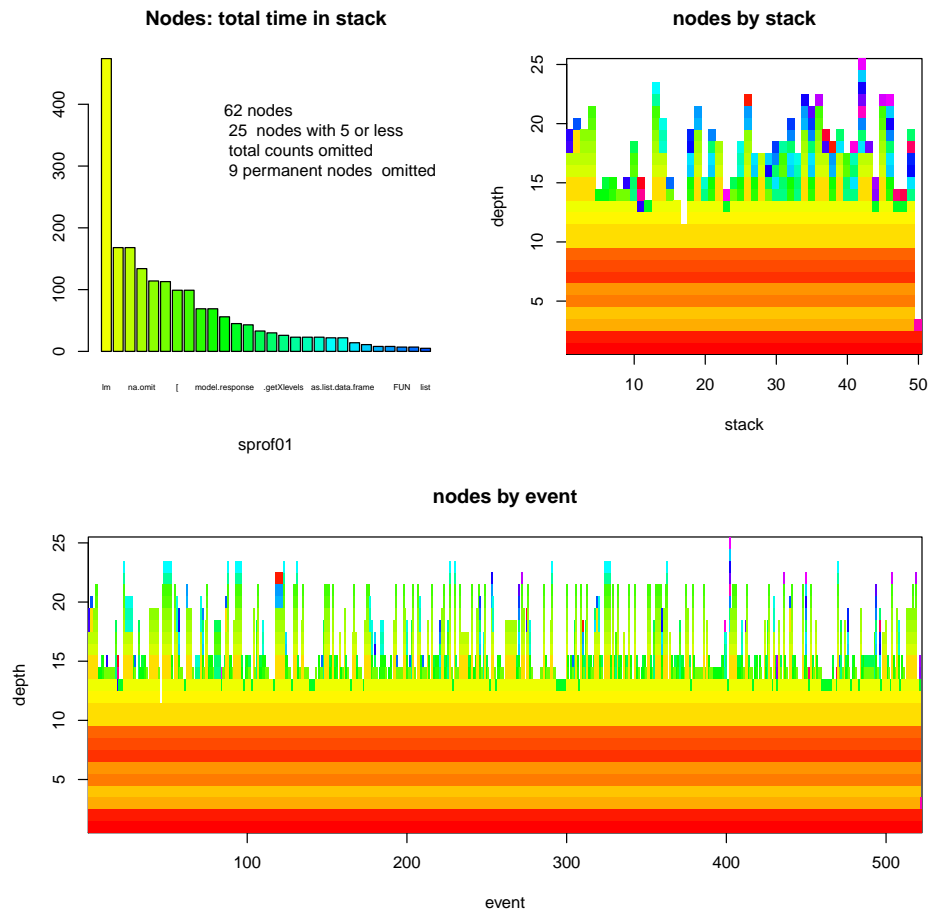 Nodes: total time in stack
400
300
200
100
0
62 nodes
25 nodes with 5 or less
total counts omitted
9 permanent nodes omitted
lm na.omit [ model.response .getXlevels as.list.data.frame FUN list
sprof01
nodes by stack
depth
25
20
15
10
5
10 20 30 40 50
stack
nodes by event
depth
25
20
15
10
5
100 200 300 400 500
event